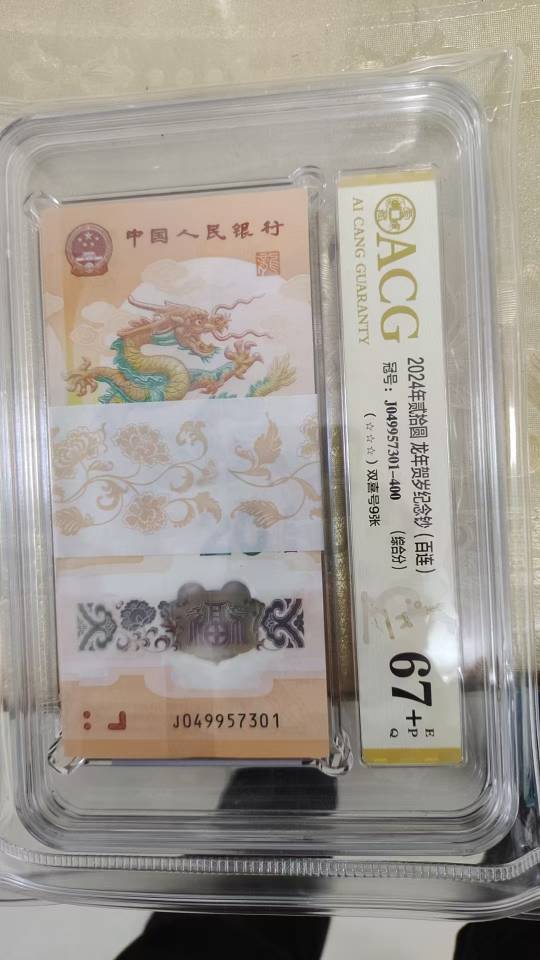 中国人民银行
福
J049957301
ACG
AI CANG GUARANTY
2024年贰拾圆 龙年贺岁纪念钞（百连）
冠号：J049957301-400 （综合分）
（☆☆☆）双喜号9张
67+
E
P
Q